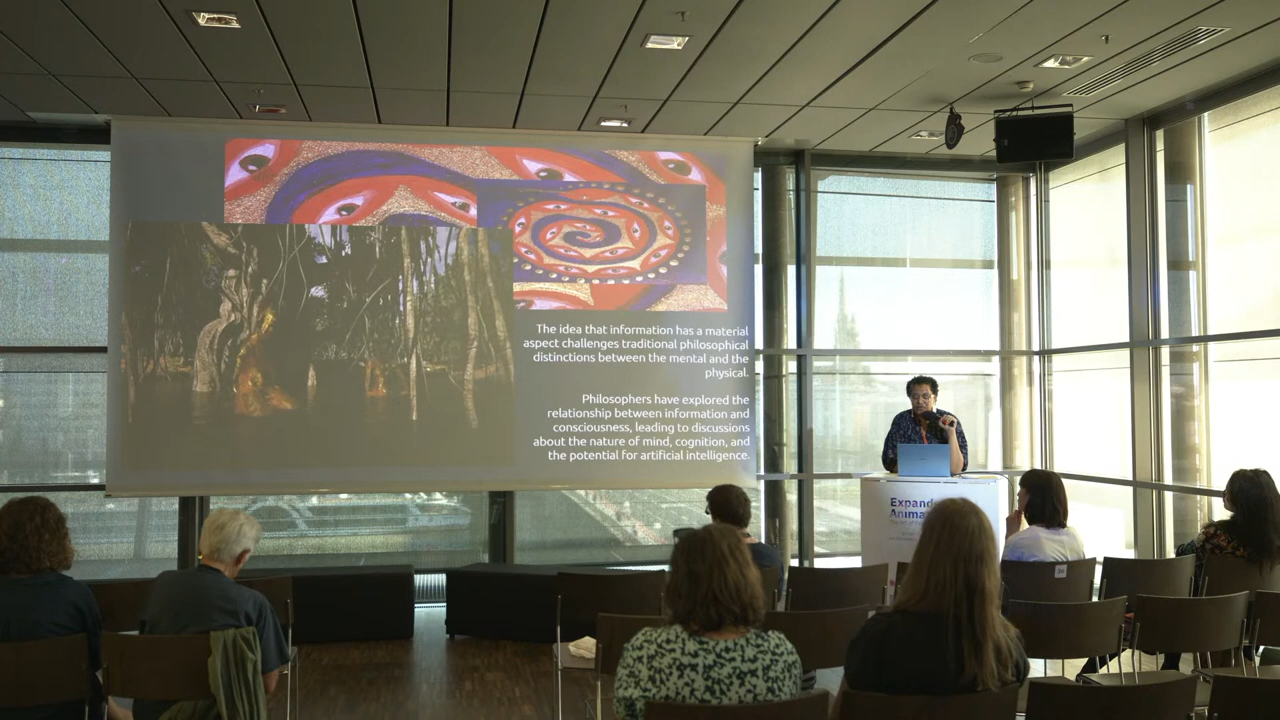 The idea that information has a material
aspect challenges traditional philosophical
distinctions between the mental and the
physical.
Philosophers have explored the
relationship between information and
consciousness, leading to discussions
about the nature of mind, cognition, and
the potential for artificial intelligence.
Expand
Anima